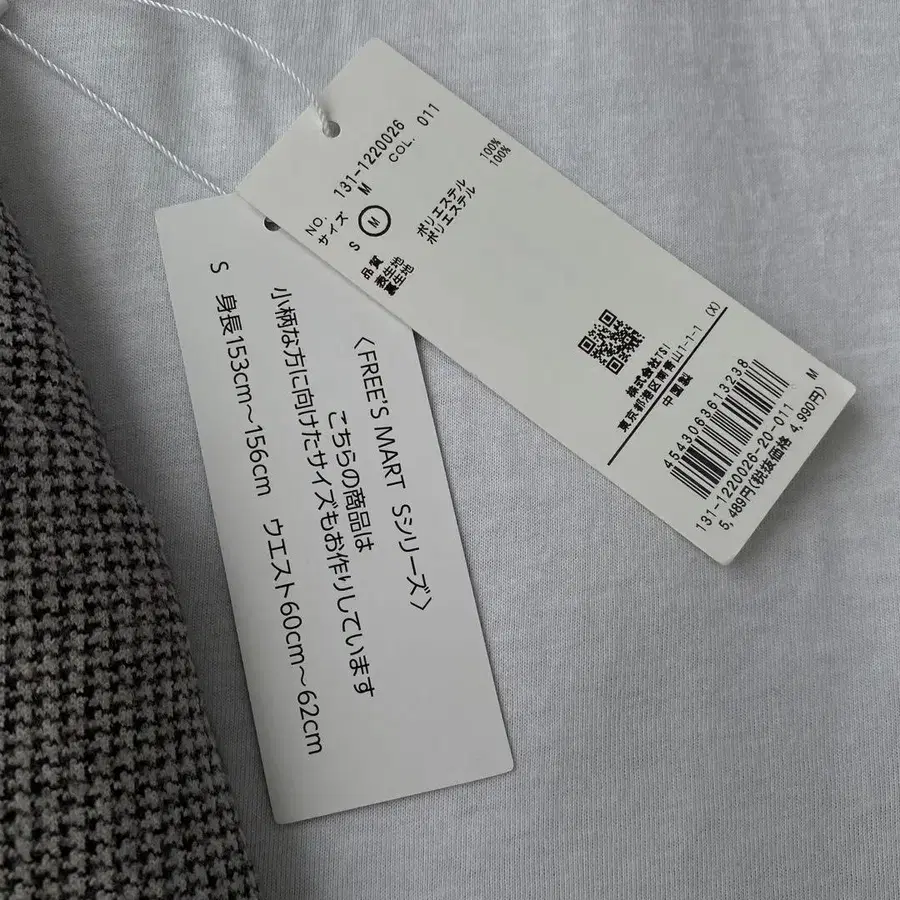 NO. 131-1220026 COL. 011
サイズ M
S M
品質
表生地 ポリエステル 100%
裏生地 ポリエステル 100%
株式会社TSI
東京都港区南青山1-1-1 (X)
中国製
4543063613238
131-1220026-20-011 M
5,489円(税抜価格 4,990円)
〈FREE'S MART Sシリーズ〉
こちらの商品は
小柄な方に向けたサイズもお作りしています
S 身長153cm～156cm ウエスト60cm～62cm